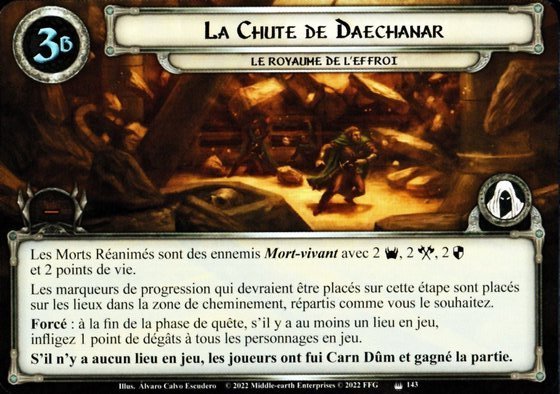 3B
La Chute de Daechanar
Le Royaume de l'Effroi
Les Morts Réanimés sont des ennemis Mort-vivant avec 2 , 2 , 2
et 2 points de vie.
Les marqueurs de progression qui devraient être placés sur cette étape sont placés
sur les lieux dans la zone de cheminement, répartis comme vous le souhaitez.
Forcé : à la fin de la phase de quête, s'il y a au moins un lieu en jeu,
infligez 1 point de dégâts à tous les personnages en jeu.
S'il n'y a aucun lieu en jeu, les joueurs ont fui Carn Dûm et gagné la partie.
Illus. Álvaro Calvo Escudero © 2022 Middle-earth Enterprises © 2022 FFG 143